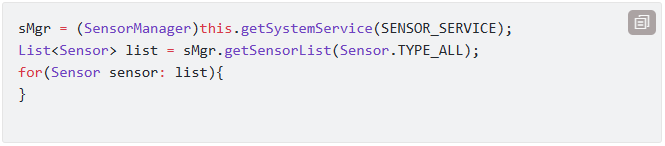 sMgr = (SensorManager)this.getSystemService(SENSOR_SERVICE);
List<Sensor> list = sMgr.getSensorList(Sensor.TYPE_ALL);
for(Sensor sensor: list){
}